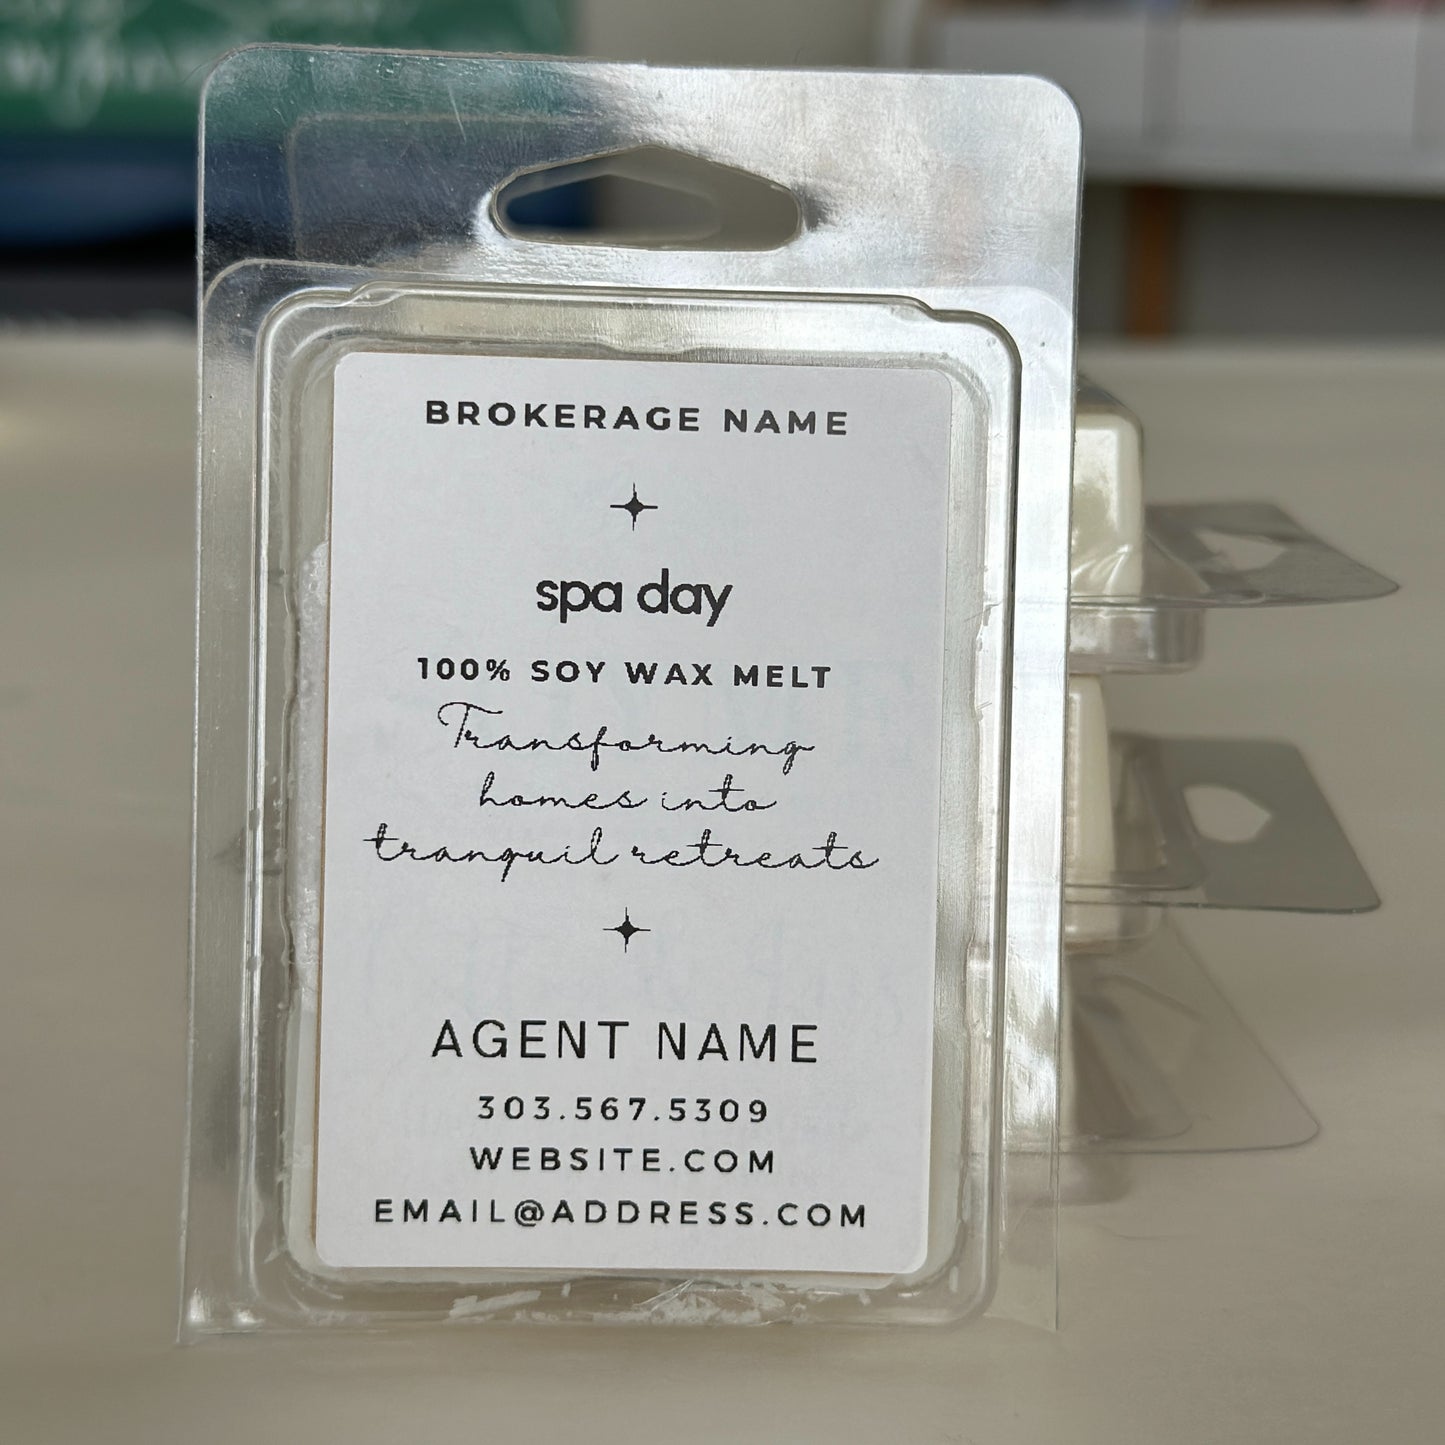 BROKERAGE NAME
spa day
100% SOY WAX MELT
Transforming
homes into
tranquil retreats
AGENT NAME
303.567.5309
WEBSITE.COM
EMAIL@ADDRESS.COM